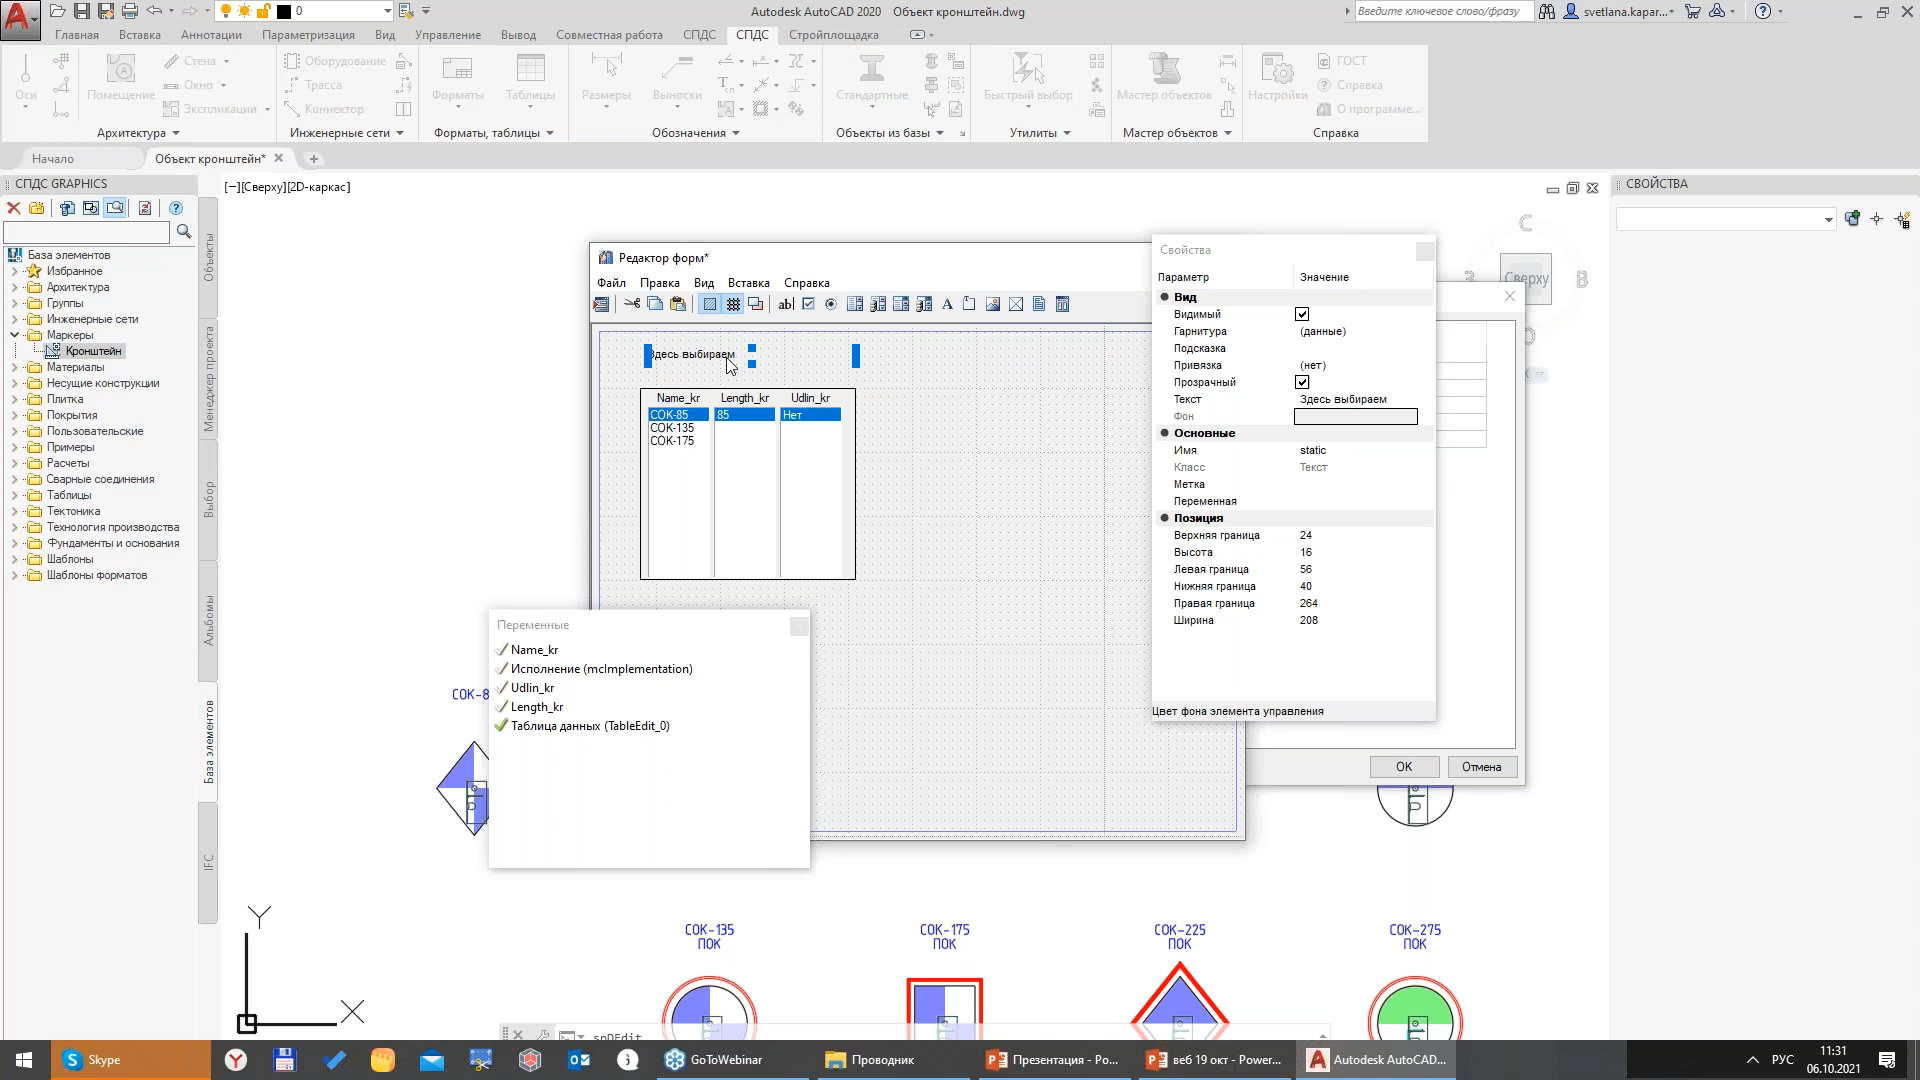 0
Autodesk AutoCAD 2020 Объект кронштейн.dwg
Введите ключевое слово/фразу
svetlana.kapar...
Главная Вставка Аннотации Параметризация Вид Управление Вывод Совместная работа СПДС СПДС Стройплощадка
Оси
Помещение
Стена
Окно
Экспликации
Оборудование
Трасса
Коннектор
Форматы
Таблицы
Размеры
Выноски
Стандартные
Быстрый выбор
Мастер объектов
Настройки
ГОСТ
Справка
О программе...
Архитектура
Инженерные сети
Форматы, таблицы
Обозначения
Объекты из базы
Утилиты
Мастер объектов
Справка
Начало
Объект кронштейн*
СПДС GRAPHICS
[−][Сверху][2D-каркас]
СВОЙСТВА
База элементов
Избранное
Архитектура
Группы
Инженерные сети
Маркеры
Кронштейн
Материалы
Несущие конструкции
Плитка
Покрытия
Пользовательские
Примеры
Расчеты
Сварные соединения
Таблицы
Тектоника
Технология производства
Фундаменты и основания
Шаблоны
Шаблоны форматов
Объекты
Менеджер проекта
Выбор
Альбомы
База элементов
IFC
Редактор форм*
Файл Правка Вид Вставка Справка
Здесь выбираем
Name_kr Length_kr Udlin_kr
СОК-85 85 Нет
СОК-135
СОК-175
Переменные
Name_kr
Исполнение (mcImplementation)
Udlin_kr
Length_kr
Таблица данных (TableEdit_0)
Свойства
Параметр Значение
Вид
Видимый
Гарнитура (данные)
Подсказка
Привязка (нет)
Прозрачный
Текст Здесь выбираем
Фон
Основные
Имя static
Класс Текст
Метка
Переменная
Позиция
Верхняя граница 24
Высота 16
Левая граница 56
Нижняя граница 40
Правая граница 264
Ширина 208
Цвет фона элемента управления
OK Отмена
С
Сверху
З
В
СОК-8
СОК-135
ПОК
СОК-175
ПОК
СОК-225
ПОК
СОК-275
ПОК
Y
X
spDEdit
Skype
GoToWebinar
Проводник
Презентация - Po...
веб 19 окт - Power...
Autodesk AutoCAD...
РУС
11:31
06.10.2021